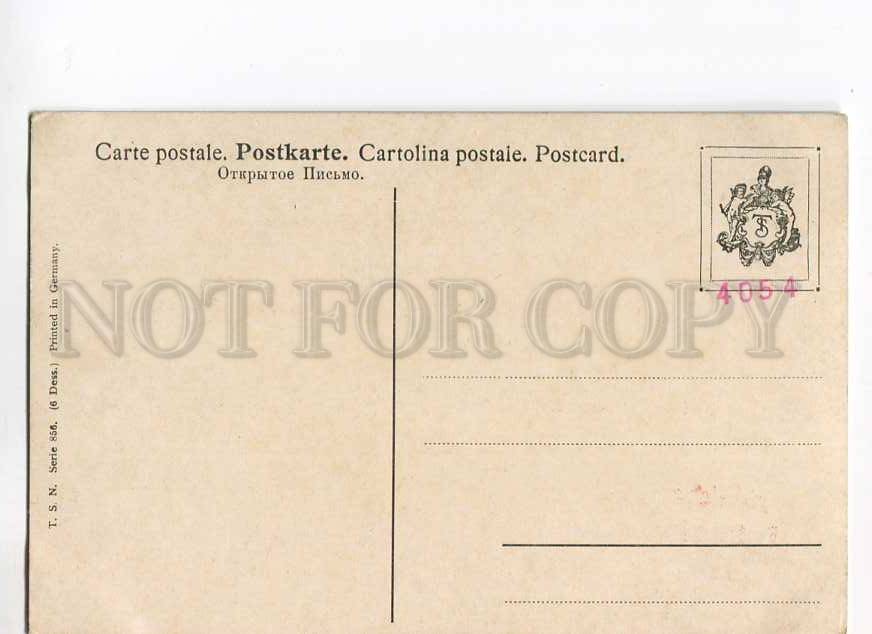 Carte postale. Postkarte. Cartolina postale. Postcard.
Открытое Письмо.
TS
4054
NOT FOR COPY
T. S. N. Serie 856. (6 Dess.) Printed in Germany.